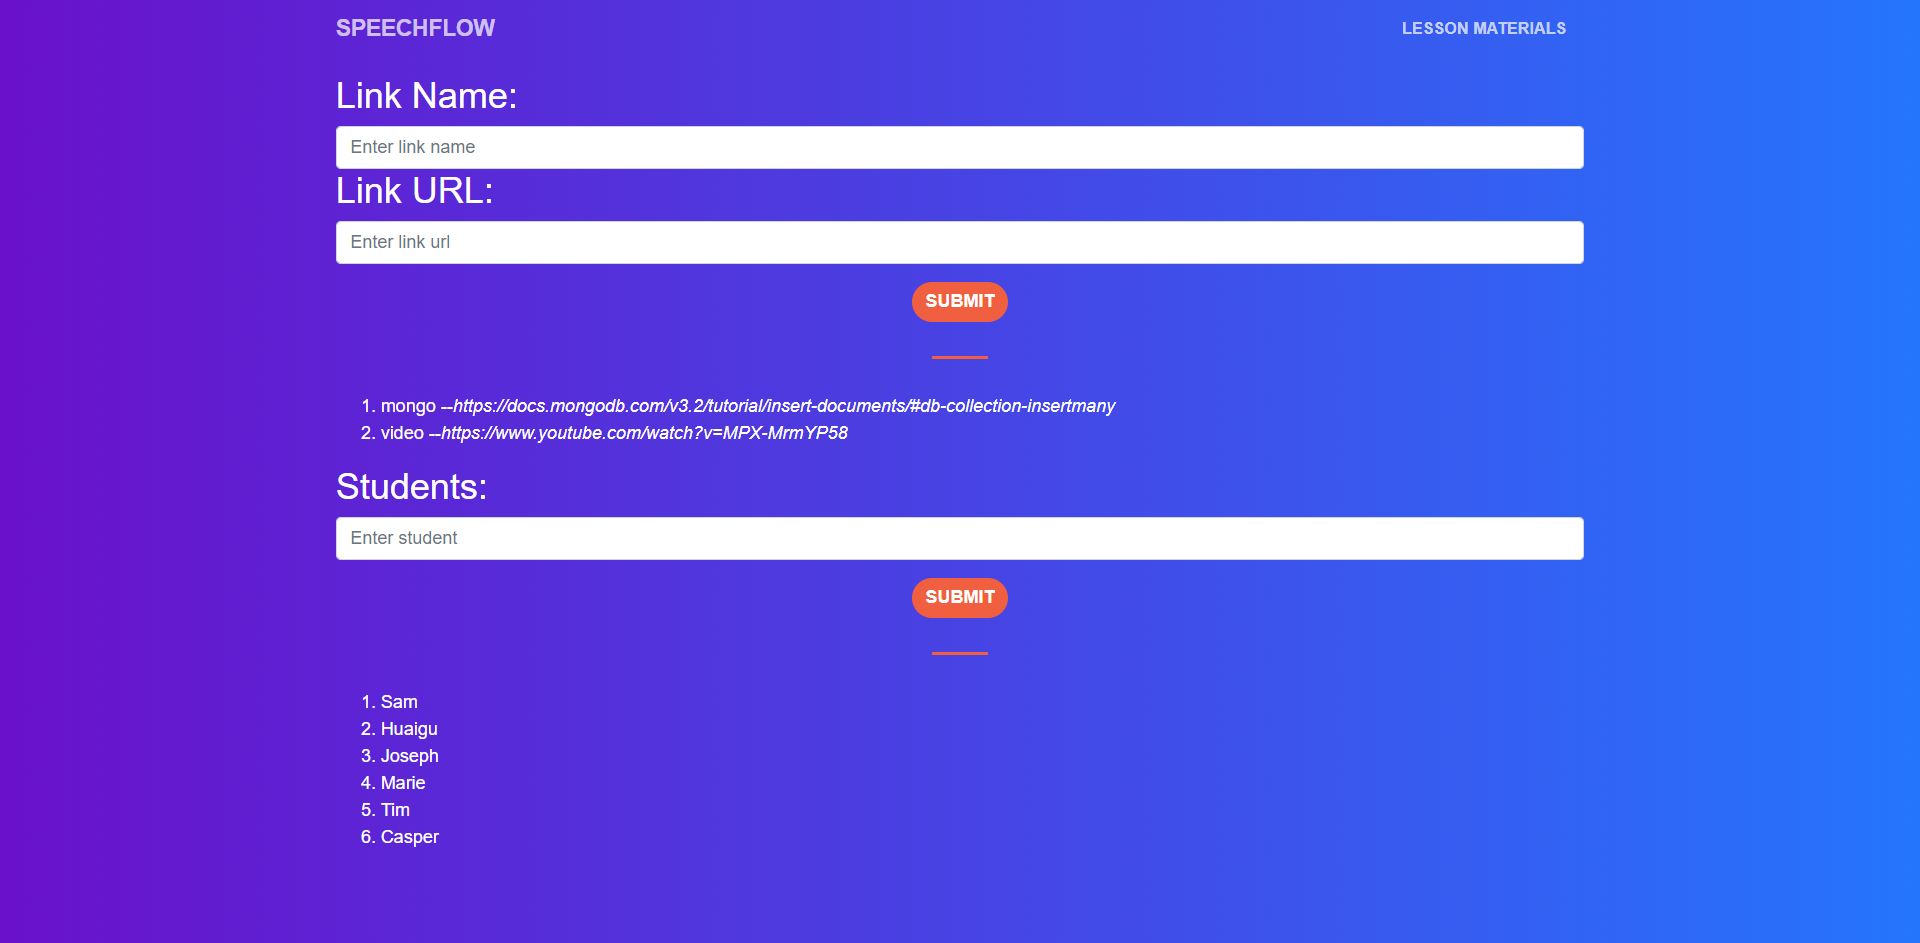 SPEECHFLOW
LESSON MATERIALS
Link Name:
Enter link name
Link URL:
Enter link url
SUBMIT
1. mongo --https://docs.mongodb.com/v3.2/tutorial/insert-documents/#db-collection-insertmany
2. video --https://www.youtube.com/watch?v=MPX-MrmYP58
Students:
Enter student
SUBMIT
1. Sam
2. Huaigu
3. Joseph
4. Marie
5. Tim
6. Casper